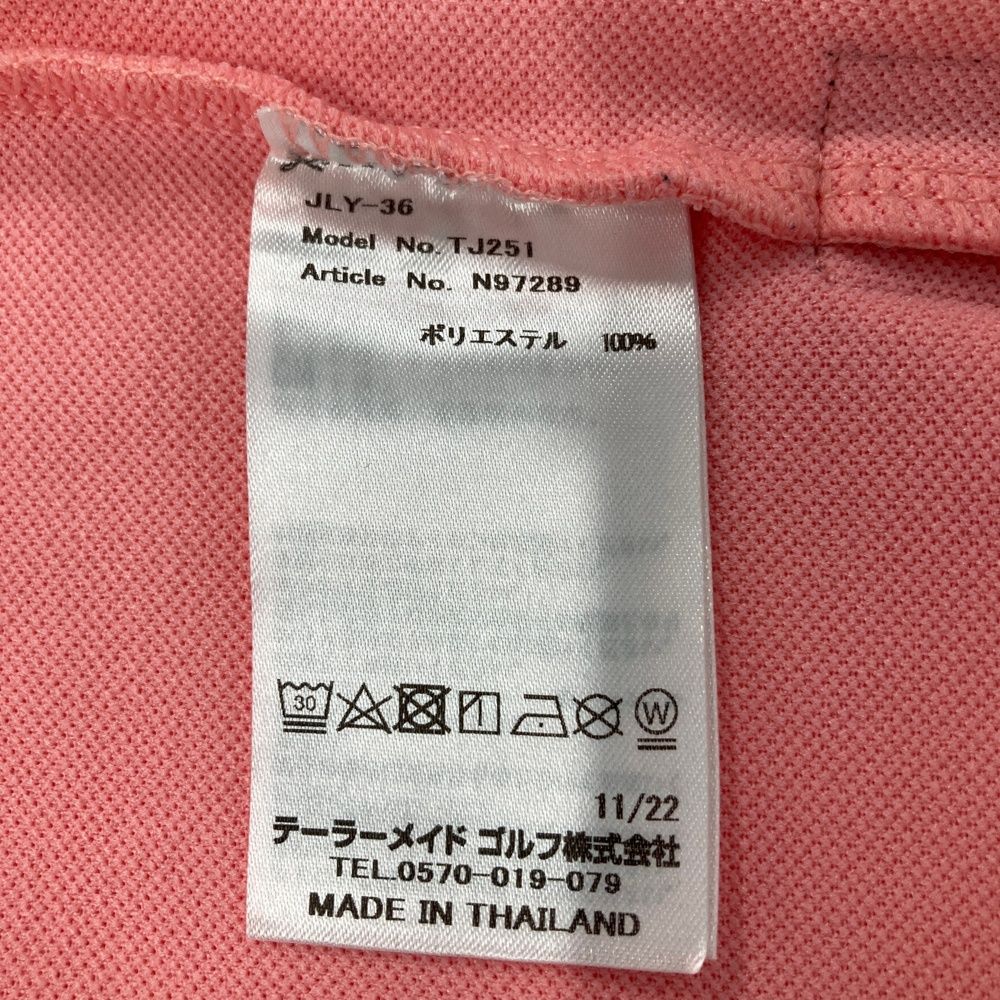 JLY-36
Model No. TJ251
Article No. N97289
ポリエステル 100%
30
W
11/22
テーラーメイド ゴルフ株式会社
TEL.0570-019-079
MADE IN THAILAND